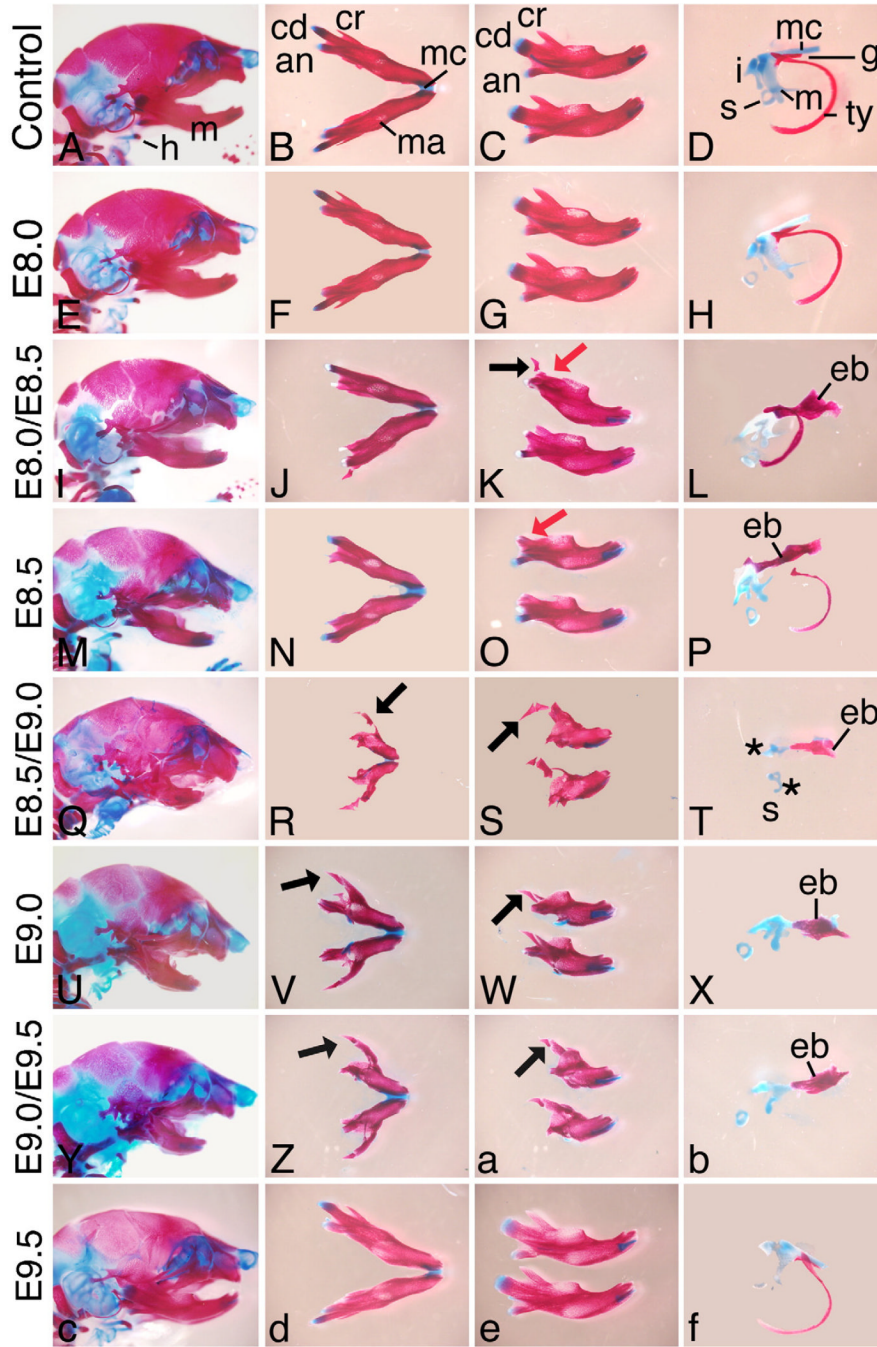 Control
cd
cr
an
mc
ma
cd
cr
an
mc
g
i
s
m
ty
h
m
A
B
C
D
E8.0
E
F
G
H
E8.0/E8.5
eb
I
J
K
L
E8.5
eb
M
N
O
P
E8.5/E9.0
eb
*
*
s
Q
R
S
T
E9.0
eb
U
V
W
X
E9.0/E9.5
eb
Y
Z
a
b
E9.5
c
d
e
f